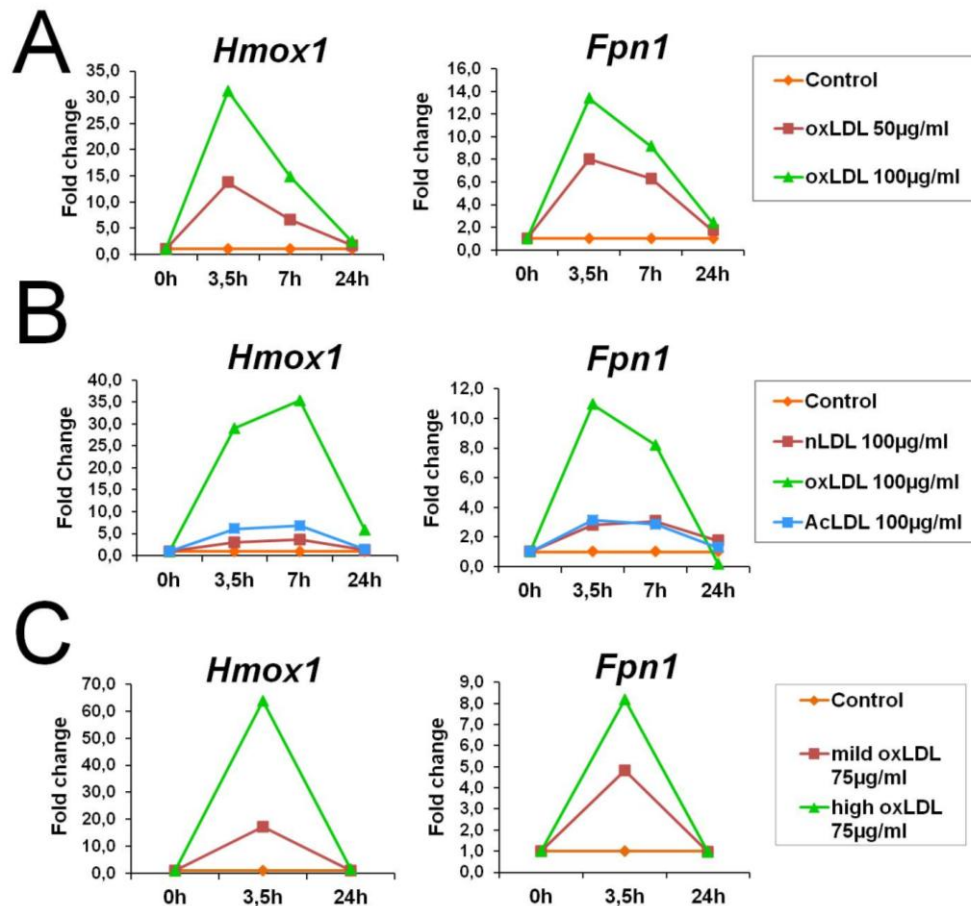 A
Hmox1
Fold change
35,0
30,0
25,0
20,0
15,0
10,0
5,0
0,0
0h 3,5h 7h 24h
Fpn1
Fold change
16,0
14,0
12,0
10,0
8,0
6,0
4,0
2,0
0,0
0h 3,5h 7h 24h
Control
oxLDL 50µg/ml
oxLDL 100µg/ml
B
Hmox1
Fold Change
40,0
35,0
30,0
25,0
20,0
15,0
10,0
5,0
0,0
0h 3,5h 7h 24h
Fpn1
Fold change
12,0
10,0
8,0
6,0
4,0
2,0
0,0
0h 3,5h 7h 24h
Control
nLDL 100µg/ml
oxLDL 100µg/ml
AcLDL 100µg/ml
C
Hmox1
Fold change
70,0
60,0
50,0
40,0
30,0
20,0
10,0
0,0
0h 3,5h 24h
Fpn1
Fold change
9,0
8,0
7,0
6,0
5,0
4,0
3,0
2,0
1,0
0,0
0h 3,5h 24h
Control
mild oxLDL
75µg/ml
high oxLDL
75µg/ml